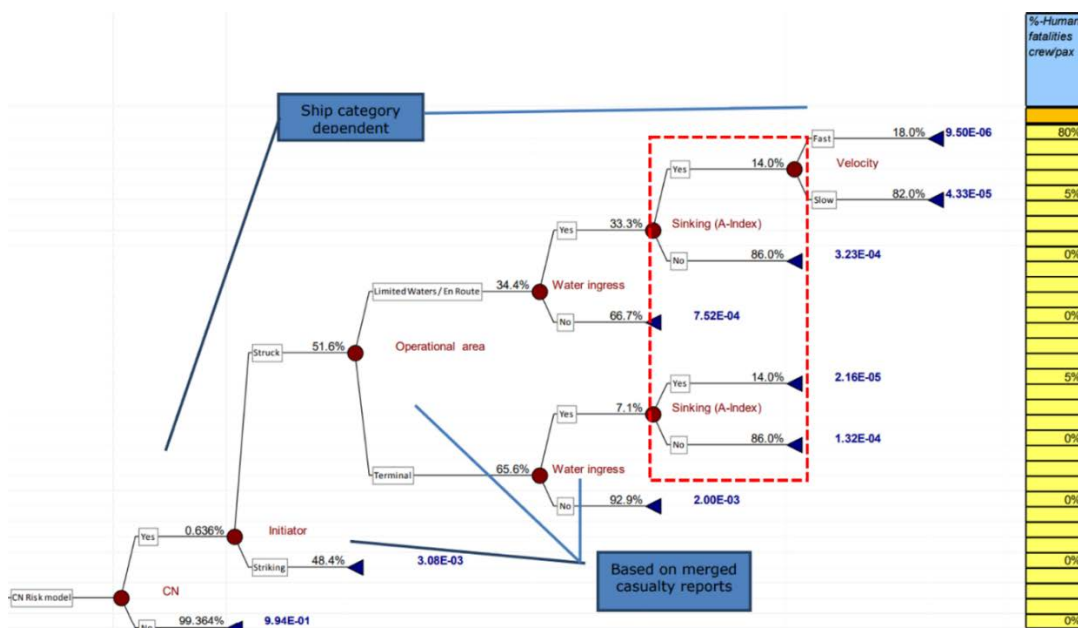 %-Human
fatalities
crew/pax
Ship category
dependent
Fast 18.0% 9.50E-06 80%
Yes 14.0% Velocity
Slow 82.0% 4.33E-05 5%
Yes 33.3% Sinking (A-Index)
No 86.0% 3.23E-04 0%
Limited Waters / En Route 34.4% Water ingress
No 66.7% 7.52E-04 0%
Struck 51.6% Operational area
Yes 14.0% 2.16E-05 5%
Yes 7.1% Sinking (A-Index)
No 86.0% 1.32E-04 0%
Terminal 65.6% Water ingress
No 92.9% 2.00E-03 0%
Yes 0.636% Initiator
Striking 48.4% 3.08E-03 0%
Based on merged
casualty reports
CN Risk model CN
No 99.364% 9.94E-01 0%